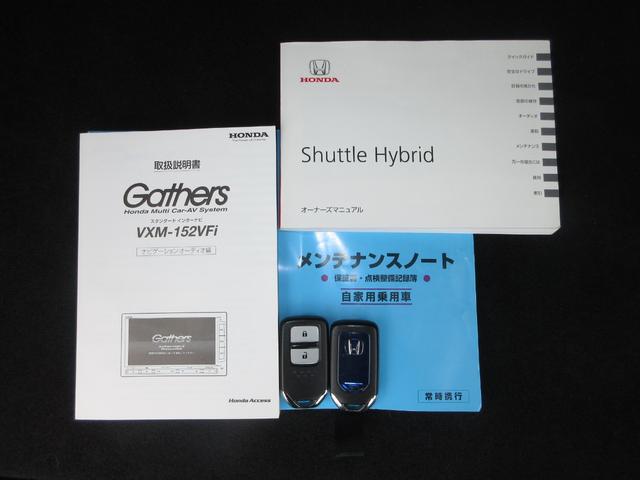 HONDA
Shuttle Hybrid
オーナーズマニュアル
クイックガイド
安全なドライブ
計器の見かた
各部の操作
オーディオ
運転
メンテナンス
万一の場合には
資料
索引
HONDA
The Power of Dreams
取扱説明書
Gathers
Honda Multi Car-AV System
スタンダード インターナビ
VXM-152VFi
ナビゲーション オーディオ編
Gathers
Honda Access
メンテナンスノート
保証書・点検整備記録簿
自家用乗用車
常時携行